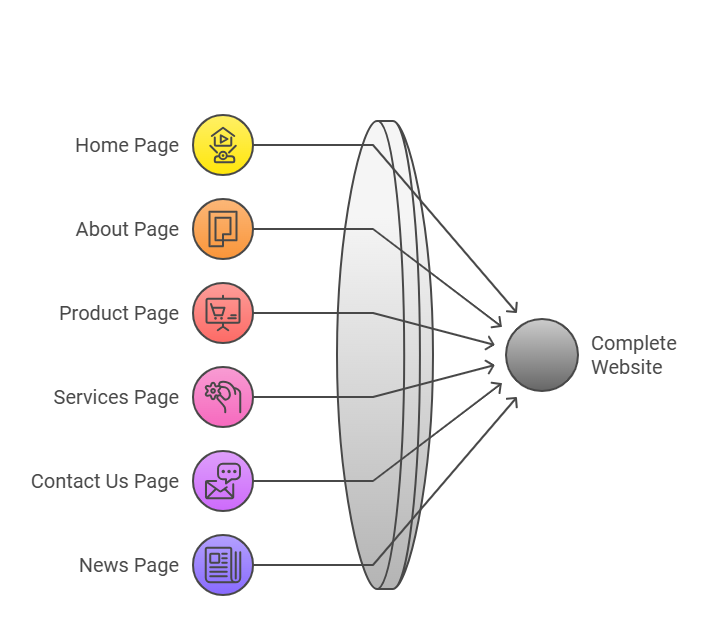 Home Page
About Page
Product Page
Services Page
Contact Us Page
News Page
Complete
Website